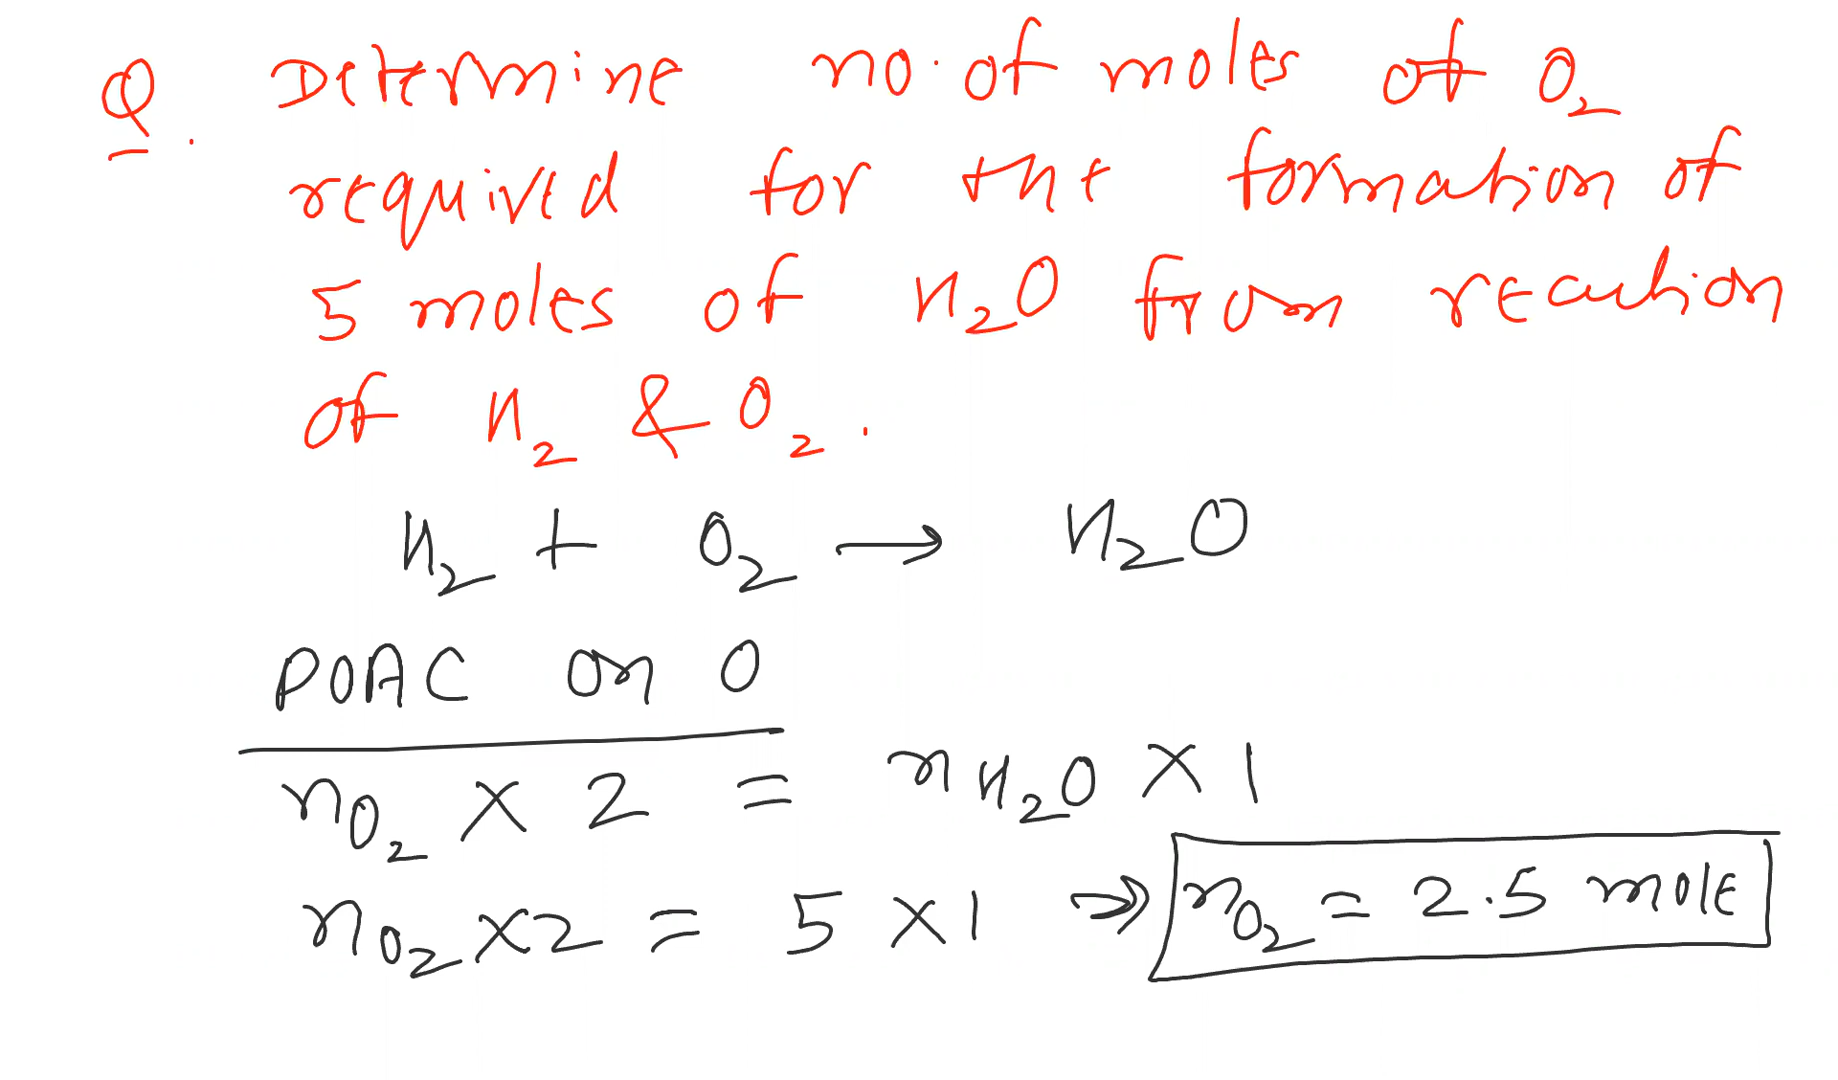 Q. Determine no. of moles of O₂
required for the formation of
5 moles of H₂O from reaction
of H₂ & O₂.
H₂ + O₂ → H₂O
POAC on O
nO₂ × 2 = nH₂O × 1
nO₂ × 2 = 5 × 1 ⇒ nO₂ = 2.5 mole